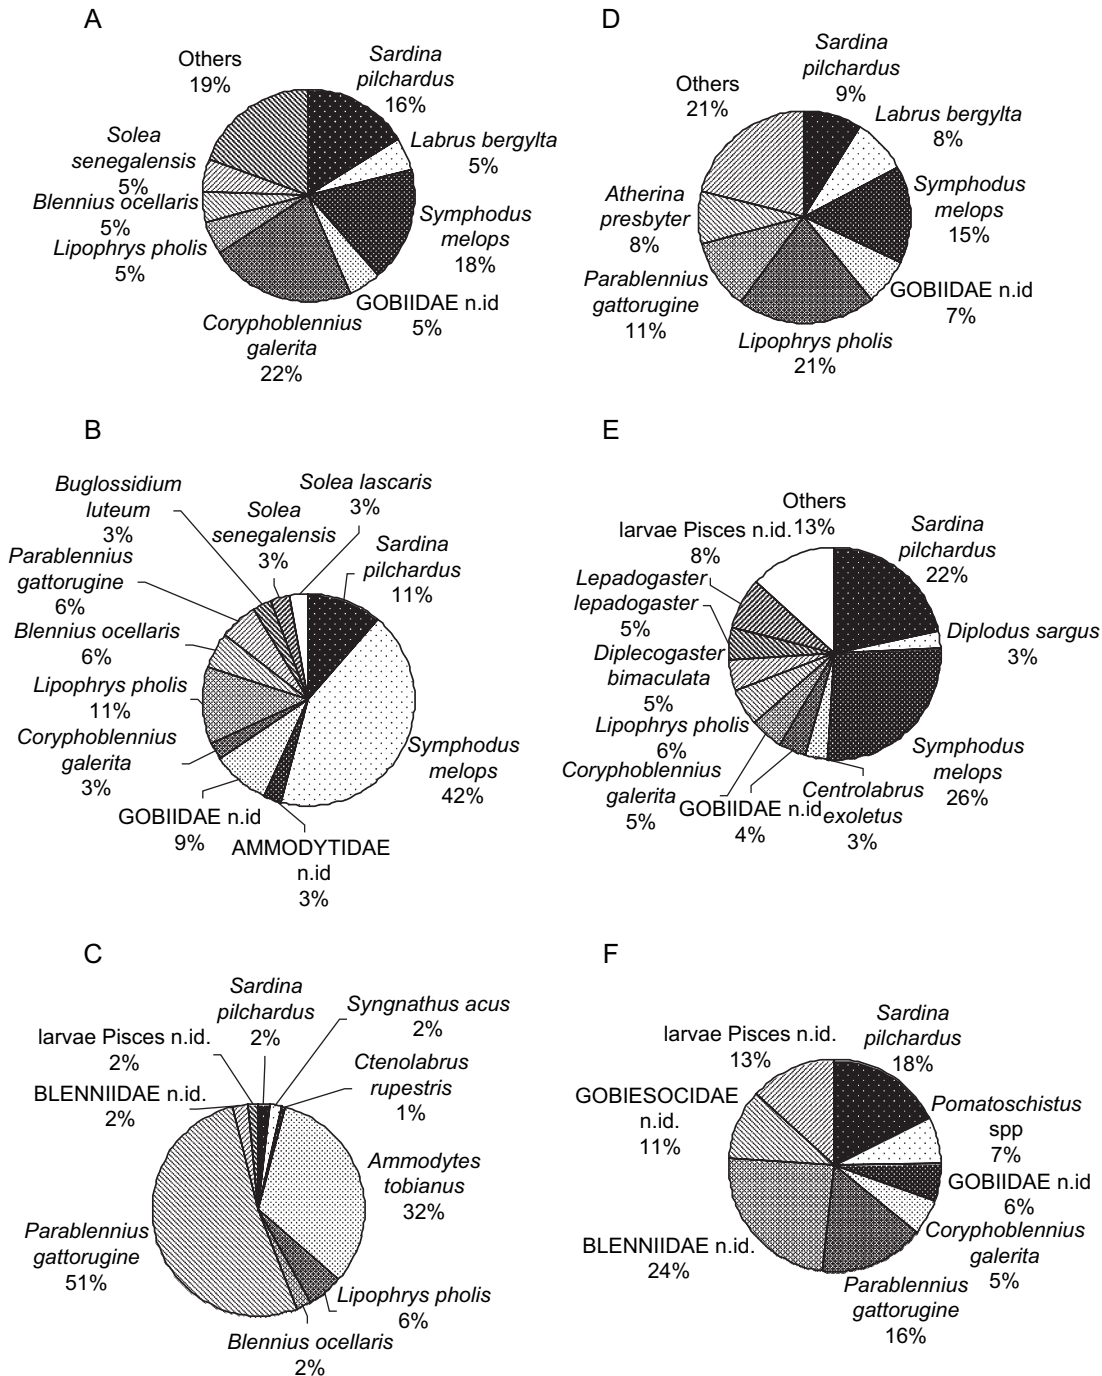 A
Others
19%
Sardina
pilchardus
16%
Labrus bergylta
5%
Symphodus
melops
18%
GOBIIDAE n.id
5%
Coryphoblennius
galerita
22%
Lipophrys pholis
5%
Blennius ocellaris
5%
Solea
senegalensis
5%
D
Others
21%
Sardina
pilchardus
9%
Labrus bergylta
8%
Symphodus
melops
15%
GOBIIDAE n.id
7%
Lipophrys pholis
21%
Parablennius
gattorugine
11%
Atherina
presbyter
8%
B
Buglossidium
luteum
3%
Solea
senegalensis
3%
Solea lascaris
3%
Sardina
pilchardus
11%
Symphodus
melops
42%
AMMODYTIDAE
n.id
3%
GOBIIDAE n.id
9%
Coryphoblennius
galerita
3%
Lipophrys pholis
11%
Blennius ocellaris
6%
Parablennius
gattorugine
6%
E
Others
13%
Sardina
pilchardus
22%
Diplodus sargus
3%
Symphodus
melops
26%
Centrolabrus
exoletus
3%
GOBIIDAE n.id
4%
Coryphoblennius
galerita
5%
Lipophrys pholis
6%
Diplecogaster
bimaculata
5%
Lepadogaster
lepadogaster
5%
larvae Pisces n.id.
8%
C
Sardina
pilchardus
2%
Syngnathus acus
2%
Ctenolabrus
rupestris
1%
Ammodytes
tobianus
32%
Lipophrys pholis
6%
Blennius ocellaris
2%
Parablennius
gattorugine
51%
BLENNIIDAE n.id.
2%
larvae Pisces n.id.
2%
F
larvae Pisces n.id.
13%
Sardina
pilchardus
18%
Pomatoschistus
spp
7%
GOBIIDAE n.id
6%
Coryphoblennius
galerita
5%
Parablennius
gattorugine
16%
BLENNIIDAE n.id.
24%
GOBIESOCIDAE
n.id.
11%